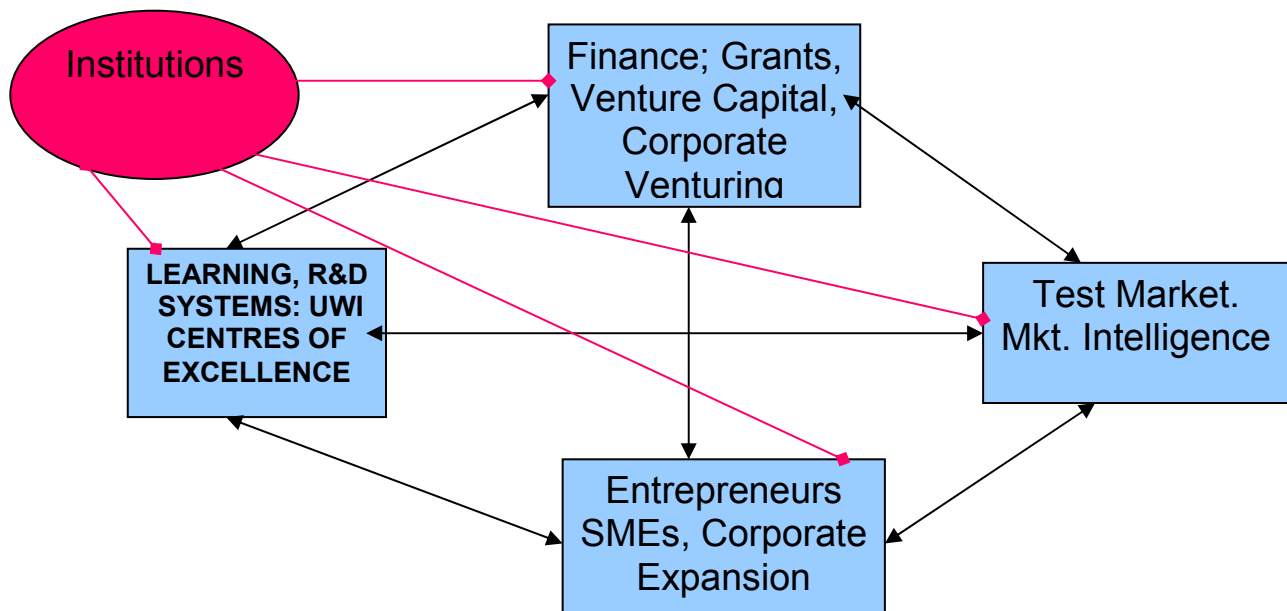 Institutions
Finance; Grants,
Venture Capital,
Corporate
Venturing
LEARNING, R&D
SYSTEMS: UWI
CENTRES OF
EXCELLENCE
Test Market.
Mkt. Intelligence
Entrepreneurs
SMEs, Corporate
Expansion